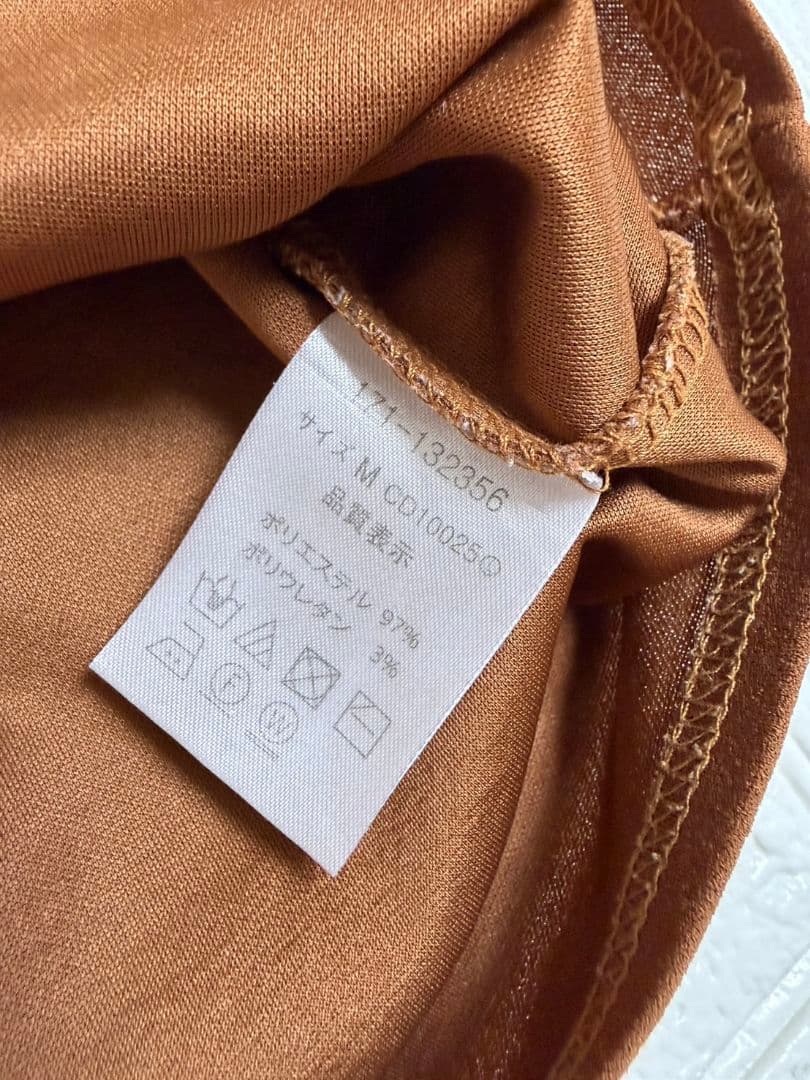 171-132356
サイズ M CD10025①
品質表示
ポリエステル 97%
ポリウレタン 3%
F
W